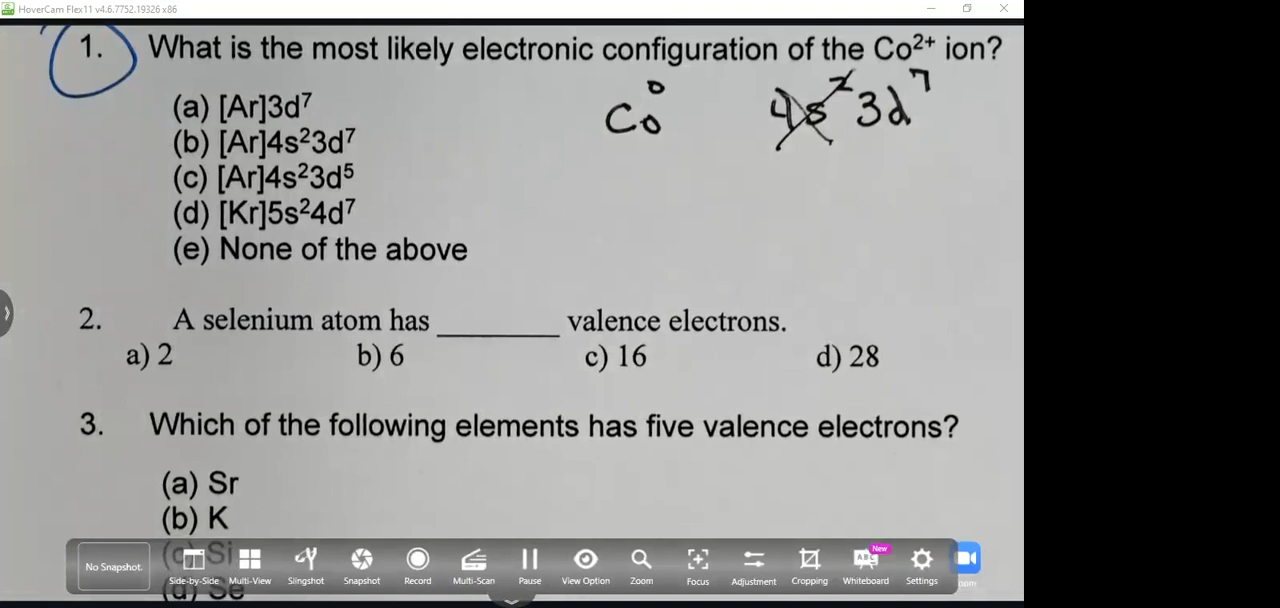 HoverCam Flex11 v4.6.7752.19326 x86
1. What is the most likely electronic configuration of the Co²⁺ ion?
Co⁰ 4s² 3d⁷
(a) [Ar]3d⁷
(b) [Ar]4s²3d⁷
(c) [Ar]4s²3d⁵
(d) [Kr]5s²4d⁷
(e) None of the above
2. A selenium atom has ________ valence electrons.
a) 2 b) 6 c) 16 d) 28
3. Which of the following elements has five valence electrons?
(a) Sr
(b) K
(c) Si
(d) Se
No Snapshot.
New
Side-by-Side Multi-View Slingshot Snapshot Record Multi-Scan Pause View Option Zoom Focus Adjustment Cropping Whiteboard Settings